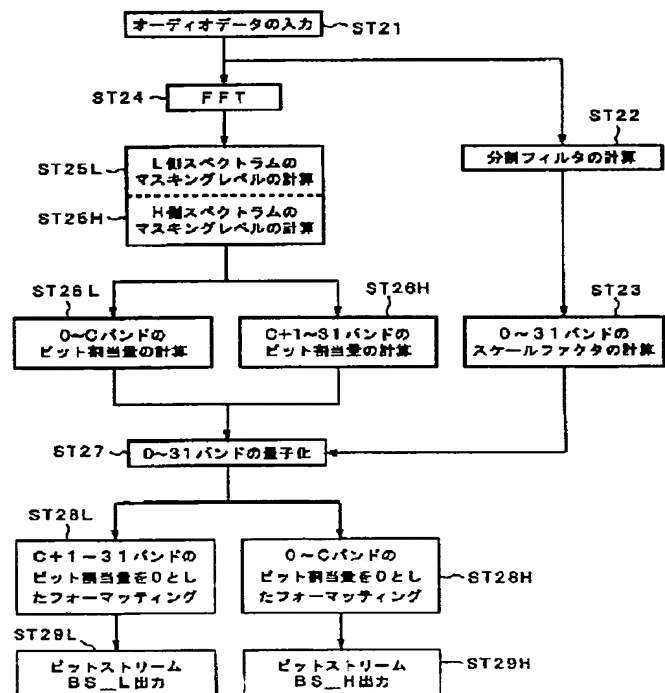 オーディオデータの入力
ST21
ST24
FFT
ST22
分割フィルタの計算
ST25L
L側スペクトラムの
マスキングレベルの計算
ST25H
H側スペクトラムの
マスキングレベルの計算
ST26L
0~Cバンドの
ビット割当量の計算
ST26H
C+1~31バンドの
ビット割当量の計算
ST23
0~31バンドの
スケールファクタの計算
ST27
0~31バンドの量子化
ST28L
C+1~31バンドの
ビット割当量を0とし
たフォーマッティング
0~Cバンドの
ビット割当量を0とし
たフォーマッティング
ST28H
ST29L
ビットストリーム
BS__L出力
ビットストリーム
BS__H出力
ST29H